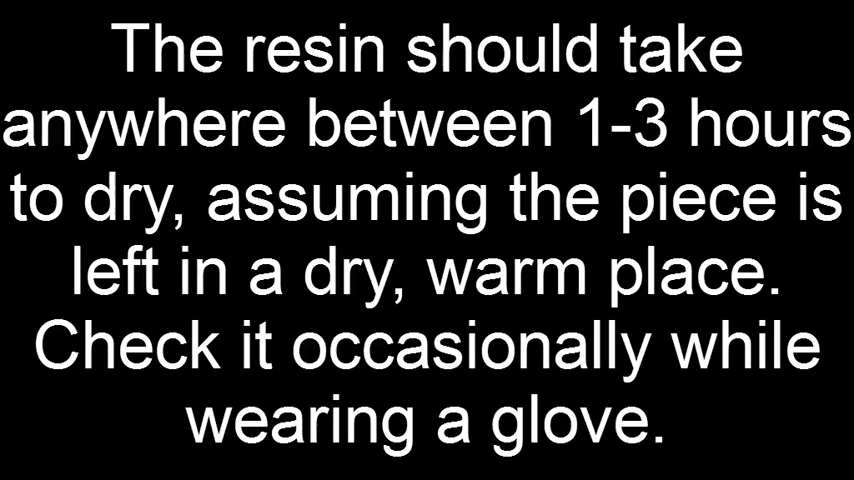 The resin should take
anywhere between 1-3 hours
to dry, assuming the piece is
left in a dry, warm place.
Check it occasionally while
wearing a glove.